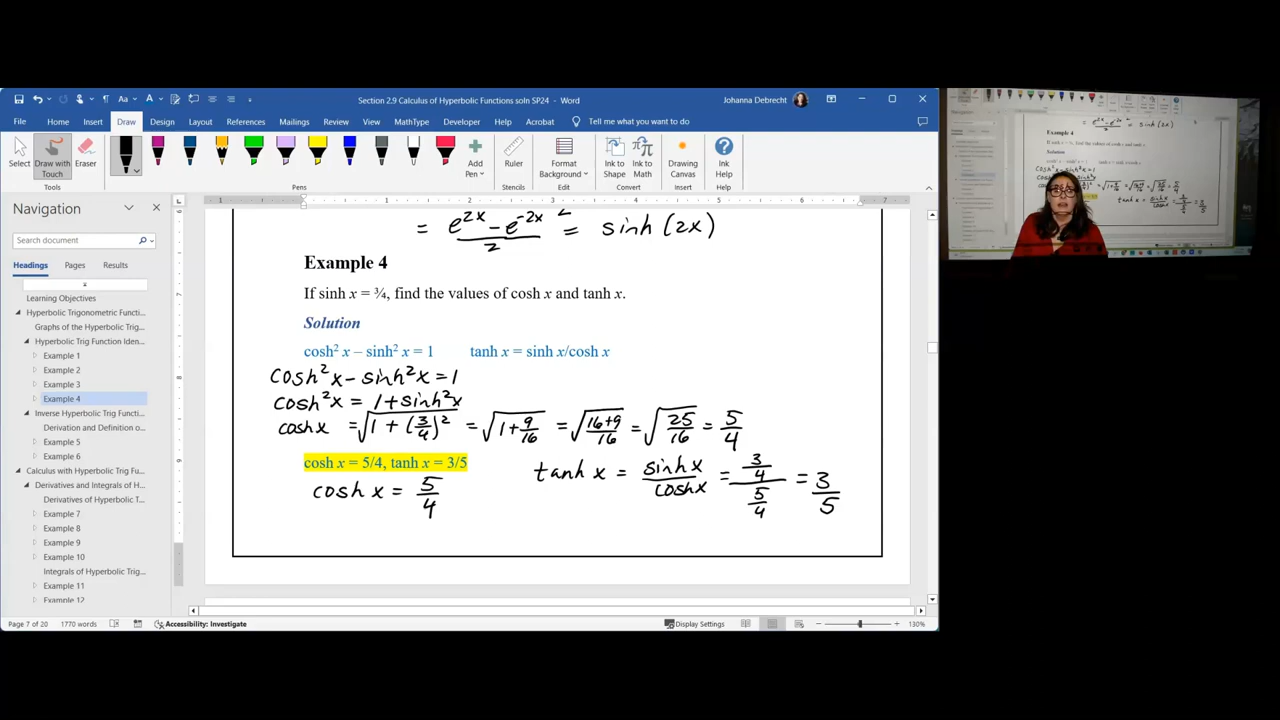 Section 2.9 Calculus of Hyperbolic Functions soln SP24 - Word
Johanna Debrecht
File Home Insert Draw Design Layout References Mailings Review View MathType Developer Help Acrobat Tell me what you want to do
Select
Draw with Touch
Eraser
Add Pen
Ruler
Format Background
Ink to Shape
Ink to Math
Drawing Canvas
Ink Help
Tools Pens Stencils Edit Convert Insert Replay
Navigation
Search document
Headings Pages Results
Learning Objectives
Hyperbolic Trigonometric Functi...
Graphs of the Hyperbolic Trig...
Hyperbolic Trig Function Iden...
Example 1
Example 2
Example 3
Example 4
Inverse Hyperbolic Trig Functi...
Derivation and Definition o...
Example 5
Example 6
Calculus with Hyperbolic Trig F...
Derivatives and Integrals of H...
Derivatives of Hyperbolic T...
Example 7
Example 8
Example 9
Example 10
Integrals of Hyperbolic Trig...
Example 11
Example 12
= (e^2x - e^-2x)/2 = sinh (2x)
Example 4
If sinh x = ¾, find the values of cosh x and tanh x.
Solution
cosh² x – sinh² x = 1 tanh x = sinh x/cosh x
cosh²x - sinh²x = 1
cosh²x = 1 + sinh²x
cosh x = √(1 + (3/4)²) = √(1 + 9/16) = √((16+9)/16) = √(25/16) = 5/4
cosh x = 5/4, tanh x = 3/5
cosh x = 5/4
tanh x = sinh x/cosh x = (3/4)/(5/4) = 3/5
Page 7 of 20 1770 words Accessibility: Investigate Display Settings 130%